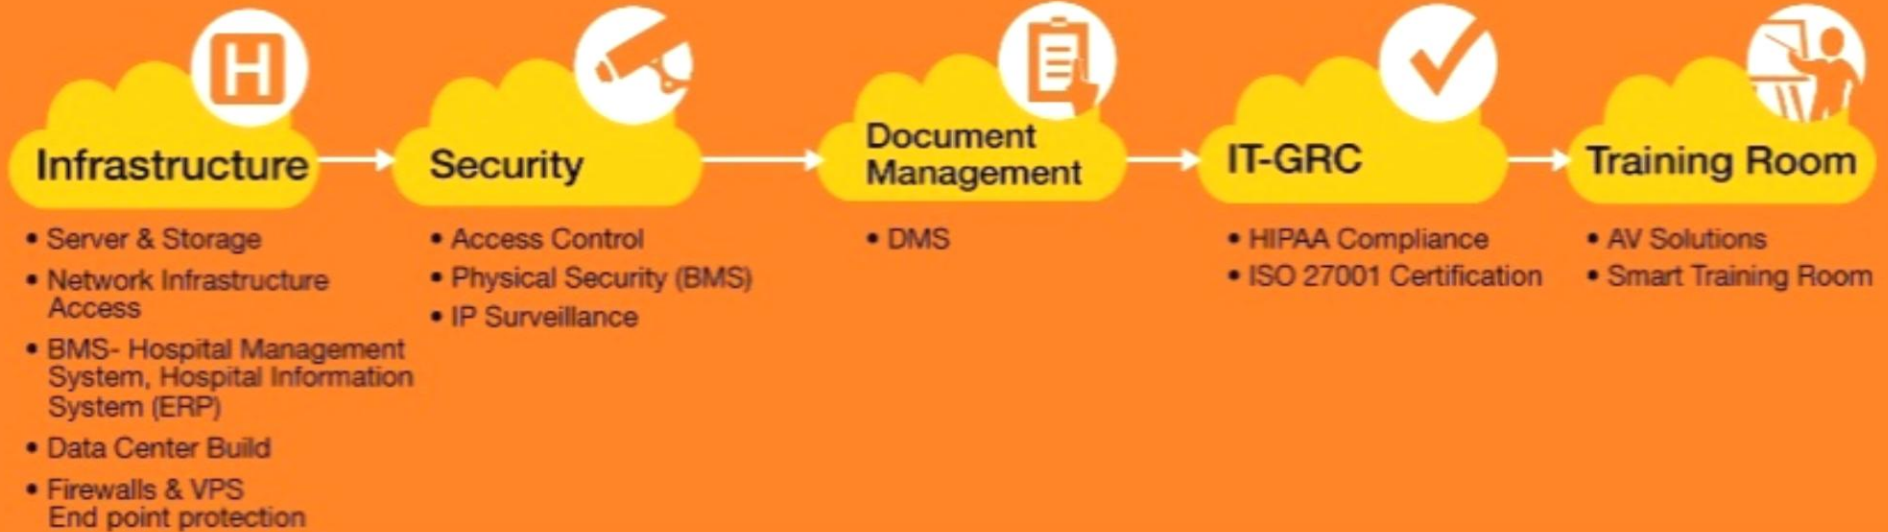 H
Infrastructure
• Server & Storage
• Network Infrastructure
Access
• BMS- Hospital Management
System, Hospital Information
System (ERP)
• Data Center Build
• Firewalls & VPS
End point protection
Security
• Access Control
• Physical Security (BMS)
• IP Surveillance
Document
Management
• DMS
IT-GRC
• HIPAA Compliance
• ISO 27001 Certification
Training Room
• AV Solutions
• Smart Training Room